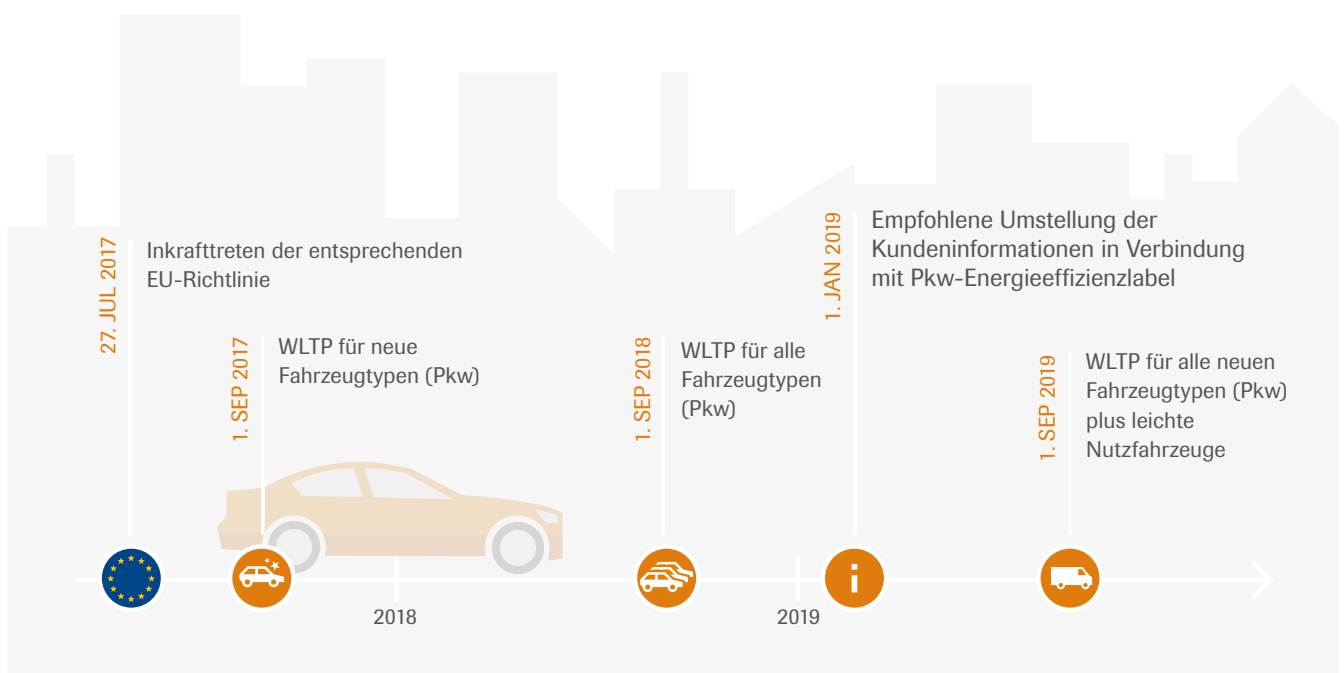 27. JUL 2017
Inkrafttreten der entsprechenden
EU-Richtlinie
1. SEP 2017
WLTP für neue
Fahrzeugtypen (Pkw)
1. SEP 2018
WLTP für alle
Fahrzeugtypen
(Pkw)
1. JAN 2019
Empfohlene Umstellung der
Kundeninformationen in Verbindung
mit Pkw-Energieeffizienzlabel
1. SEP 2019
WLTP für alle neuen
Fahrzeugtypen (Pkw)
plus leichte
Nutzfahrzeuge
i
2018
2019